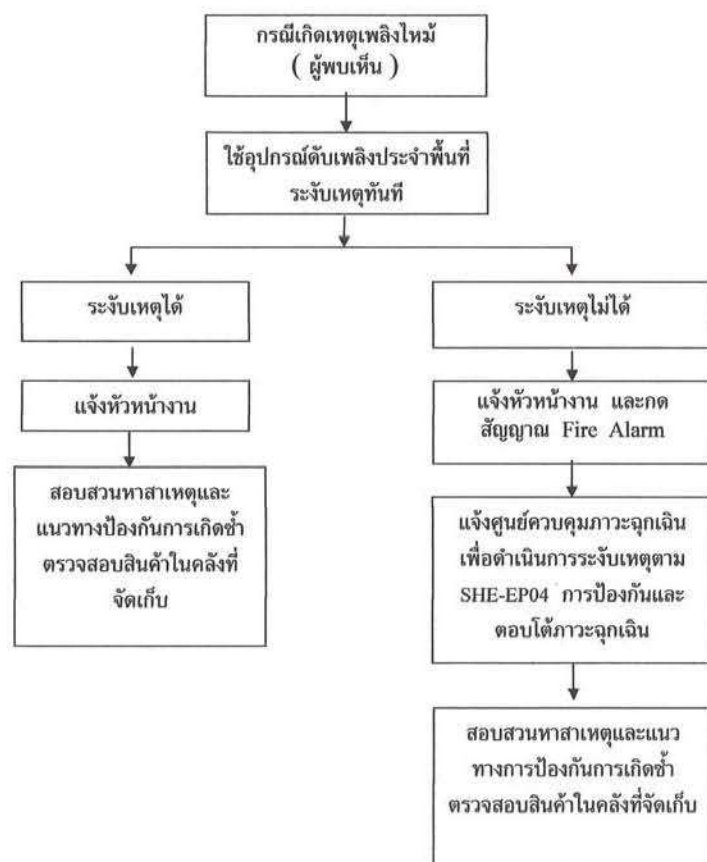 กรณีเกิดเหตุเพลิงไหม้
( ผู้พบเห็น )
ใช้อุปกรณ์ดับเพลิงประจำพื้นที่
ระงับเหตุทันที
ระงับเหตุได้
แจ้งหัวหน้างาน
สอบสวนหาสาเหตุและ
แนวทางป้องกันการเกิดซ้ำ
ตรวจสอบสินค้าในคลังที่
จัดเก็บ
ระงับเหตุไม่ได้
แจ้งหัวหน้างาน และกด
สัญญาณ Fire Alarm
แจ้งศูนย์ควบคุมภาวะฉุกเฉิน
เพื่อดำเนินการระงับเหตุตาม
SHE-EP04 การป้องกันและ
ตอบโต้ภาวะฉุกเฉิน
สอบสวนหาสาเหตุและแนว
ทางการป้องกันการเกิดซ้ำ
ตรวจสอบสินค้าในคลังที่จัดเก็บ